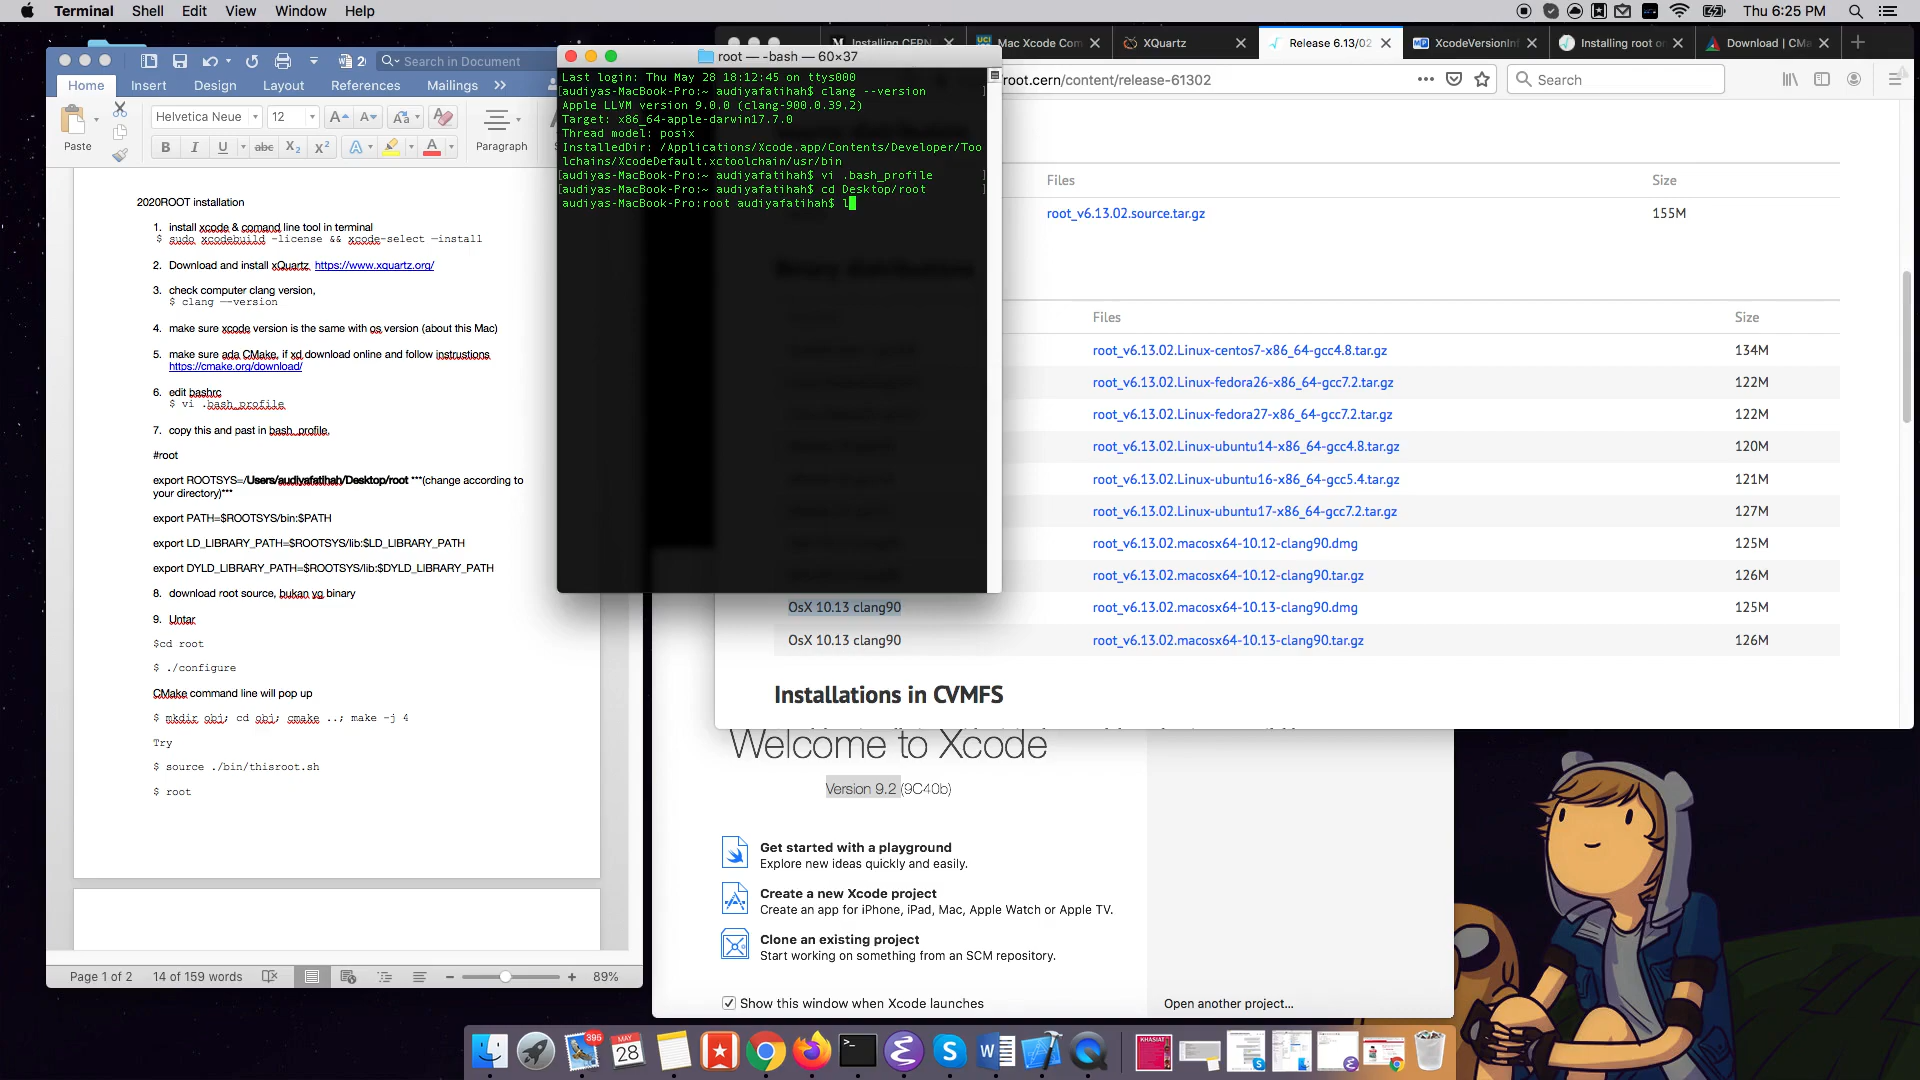 Terminal Shell Edit View Window Help Thu 6:25 PM
Installing CERN Mac Xcode Com XQuartz Release 6.13/02 XcodeVersionInf Installing root on Download | CMa
root.cern/content/release-61302 Search
Search in Document
Home Insert Design Layout References Mailings
Paste
Helvetica Neue 12
B I U abc X2 X2 A A
Paragraph
2020ROOT installation
1. install xcode & comand line tool in terminal
$ sudo xcodebuild -license && xcode-select —install
2. Download and install xQuartz https://www.xquartz.org/
3. check computer clang version,
$ clang —-version
4. make sure xcode version is the same with os version (about this Mac)
5. make sure ada CMake, if xd download online and follow instrustions
https://cmake.org/download/
6. edit bashrc
$ vi .bash_profile
7. copy this and past in bash_profile,
#root
export ROOTSYS=/Users/audiyafatihah/Desktop/root ***(change according to
your directory)***
export PATH=$ROOTSYS/bin:$PATH
export LD_LIBRARY_PATH=$ROOTSYS/lib:$LD_LIBRARY_PATH
export DYLD_LIBRARY_PATH=$ROOTSYS/lib:$DYLD_LIBRARY_PATH
8. download root source, bukan yg binary
9. Untar
$cd root
$ ./configure
CMake command line will pop up
$ mkdir obj; cd obj; cmake ..; make -j 4
Try
$ source ./bin/thisroot.sh
$ root
Page 1 of 2 14 of 159 words 89%
root — -bash — 60×37
Last login: Thu May 28 18:12:45 on ttys000
[audiyas-MacBook-Pro:~ audiyafatihah$ clang --version ]
Apple LLVM version 9.0.0 (clang-900.0.39.2)
Target: x86_64-apple-darwin17.7.0
Thread model: posix
InstalledDir: /Applications/Xcode.app/Contents/Developer/Too
lchains/XcodeDefault.xctoolchain/usr/bin
[audiyas-MacBook-Pro:~ audiyafatihah$ vi .bash_profile ]
[audiyas-MacBook-Pro:~ audiyafatihah$ cd Desktop/root ]
audiyas-MacBook-Pro:root audiyafatihah$ l
Files Size
root_v6.13.02.source.tar.gz 155M
Binary distributions
Files Size
root_v6.13.02.Linux-centos7-x86_64-gcc4.8.tar.gz 134M
root_v6.13.02.Linux-fedora26-x86_64-gcc7.2.tar.gz 122M
root_v6.13.02.Linux-fedora27-x86_64-gcc7.2.tar.gz 122M
root_v6.13.02.Linux-ubuntu14-x86_64-gcc4.8.tar.gz 120M
root_v6.13.02.Linux-ubuntu16-x86_64-gcc5.4.tar.gz 121M
root_v6.13.02.Linux-ubuntu17-x86_64-gcc7.2.tar.gz 127M
root_v6.13.02.macosx64-10.12-clang90.dmg 125M
root_v6.13.02.macosx64-10.12-clang90.tar.gz 126M
OsX 10.13 clang90 root_v6.13.02.macosx64-10.13-clang90.dmg 125M
OsX 10.13 clang90 root_v6.13.02.macosx64-10.13-clang90.tar.gz 126M
Installations in CVMFS
Welcome to Xcode
Version 9.2 (9C40b)
Get started with a playground
Explore new ideas quickly and easily.
Create a new Xcode project
Create an app for iPhone, iPad, Mac, Apple Watch or Apple TV.
Clone an existing project
Start working on something from an SCM repository.
Show this window when Xcode launches
Open another project...
395
MAY
28
KHASIAT